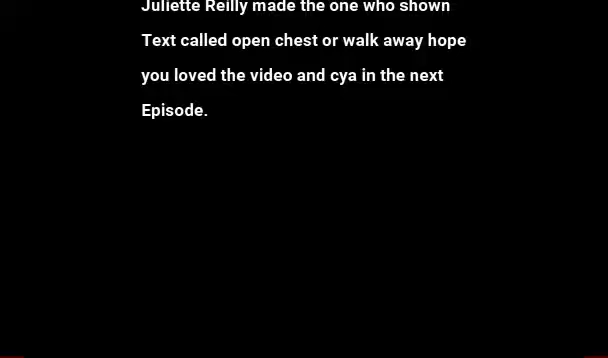 Juliette Reilly made the one who shown
Text called open chest or walk away hope
you loved the video and cya in the next
Episode.